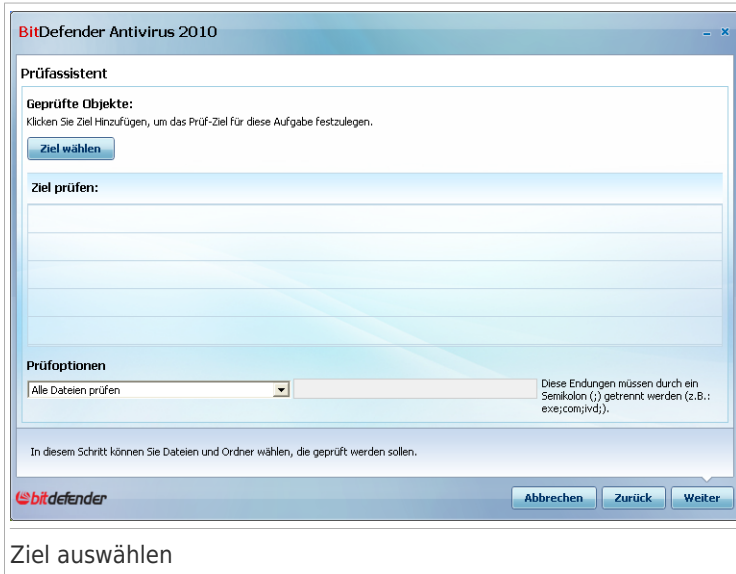 BitDefender Antivirus 2010
Prüfassistent
Geprüfte Objekte:
Klicken Sie Ziel Hinzufügen, um das Prüf-Ziel für diese Aufgabe festzulegen.
Ziel wählen
Ziel prüfen:
Prüfoptionen
Alle Dateien prüfen
Diese Endungen müssen durch ein
Semikolon (;) getrennt werden (z.B.:
exe;com;ivd;).
In diesem Schritt können Sie Dateien und Ordner wählen, die geprüft werden sollen.
bitdefender
Abbrechen
Zurück
Weiter
Ziel auswählen